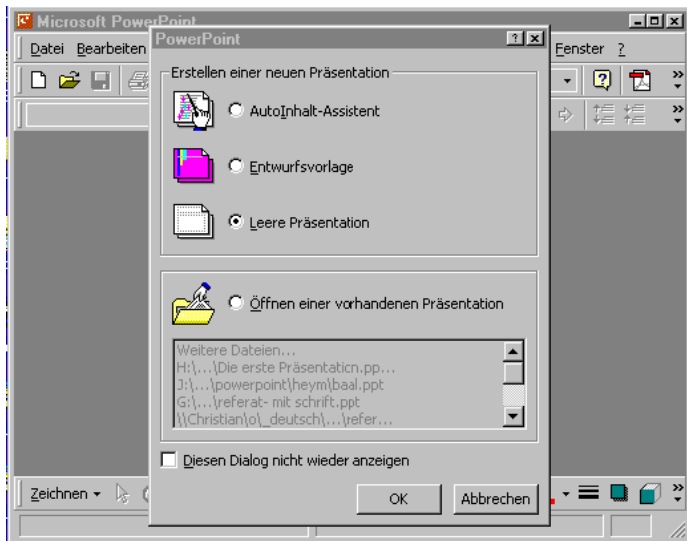 Microsoft PowerPoint
Datei Bearbeiten
Fenster ?
PowerPoint
Erstellen einer neuen Präsentation
AutoInhalt-Assistent
Entwurfsvorlage
Leere Präsentation
Öffnen einer vorhandenen Präsentation
Weitere Dateien...
H:\...\Die erste Präsentation.pp...
J:\...\powerpoint\heym\baal.ppt
G:\...\referat- mit schrift.ppt
\\Christian\o\_deutsch\...\refer...
Diesen Dialog nicht wieder anzeigen
OK Abbrechen
Zeichnen